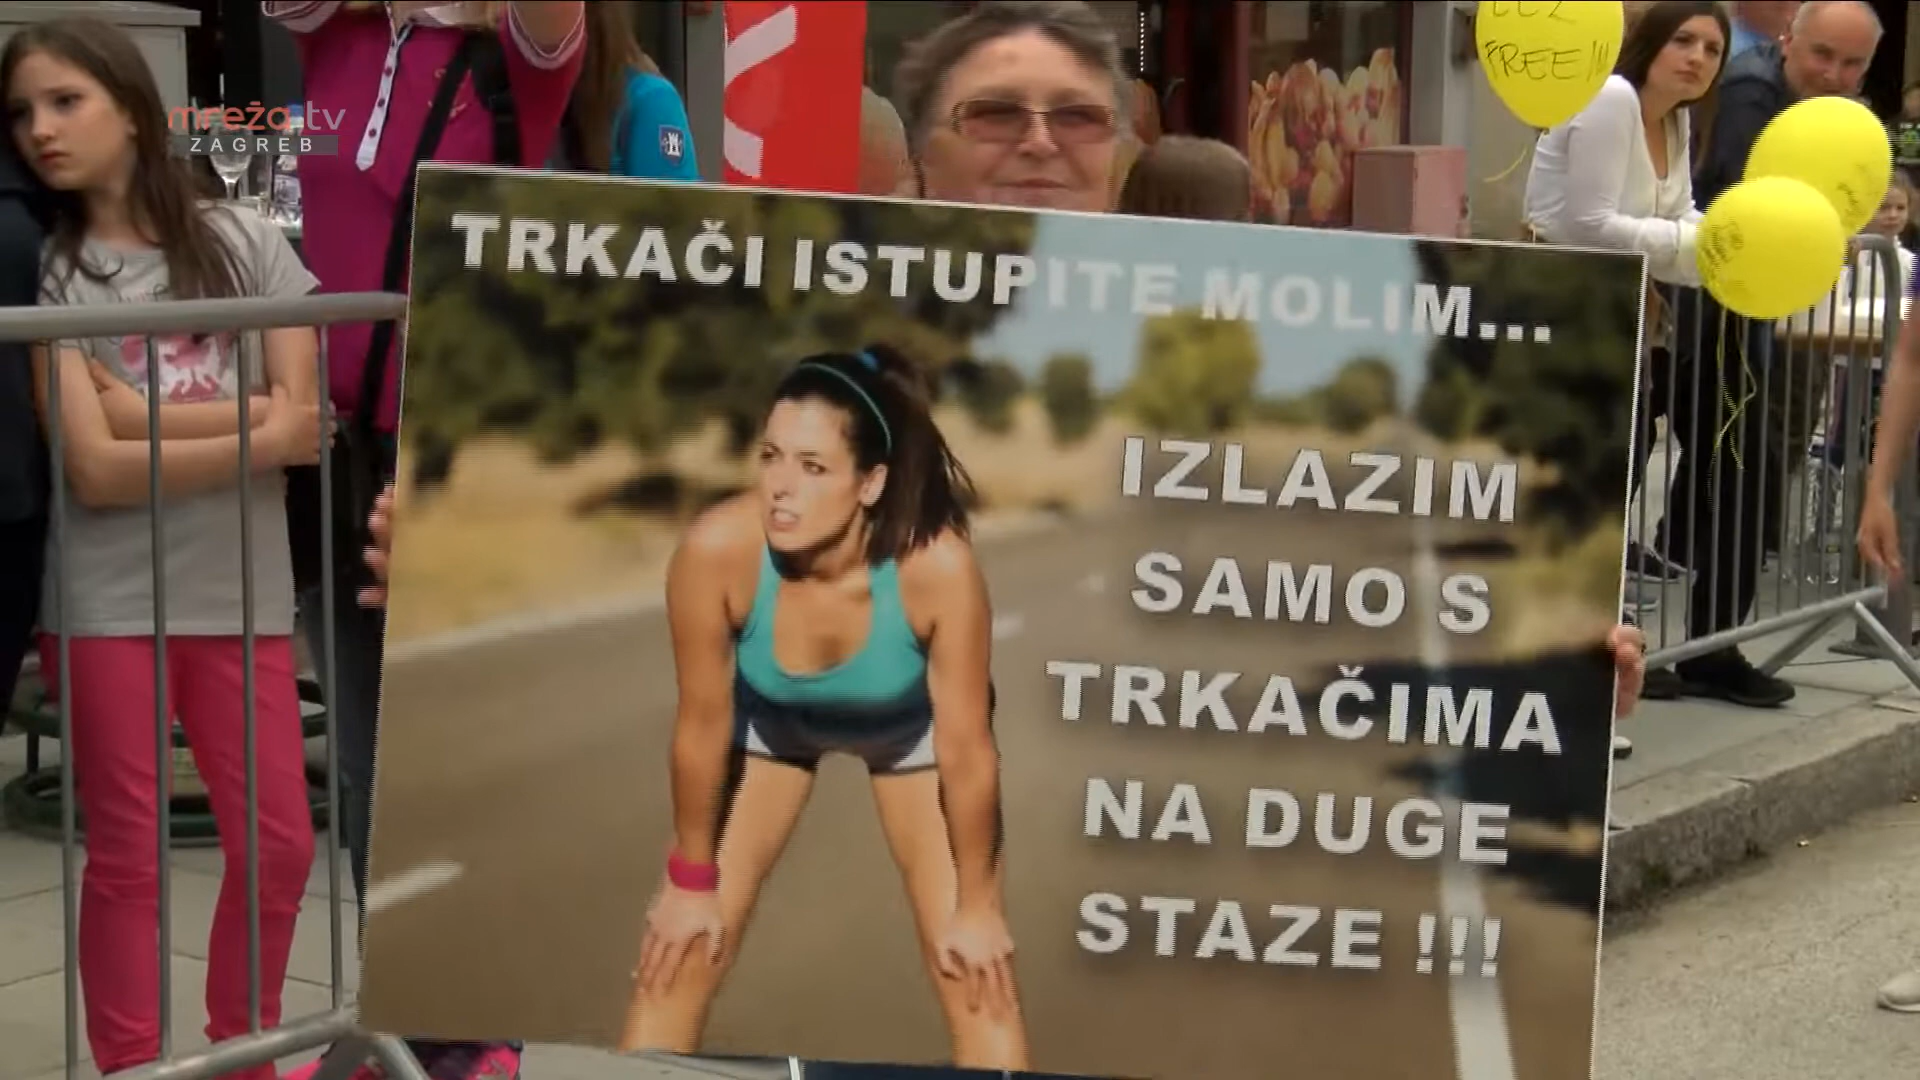 mreža tv
ZAGREB
FREE!!!
TRKAČI ISTUPITE MOLIM...
IZLAZIM
SAMO S
TRKAČIMA
NA DUGE
STAZE !!!